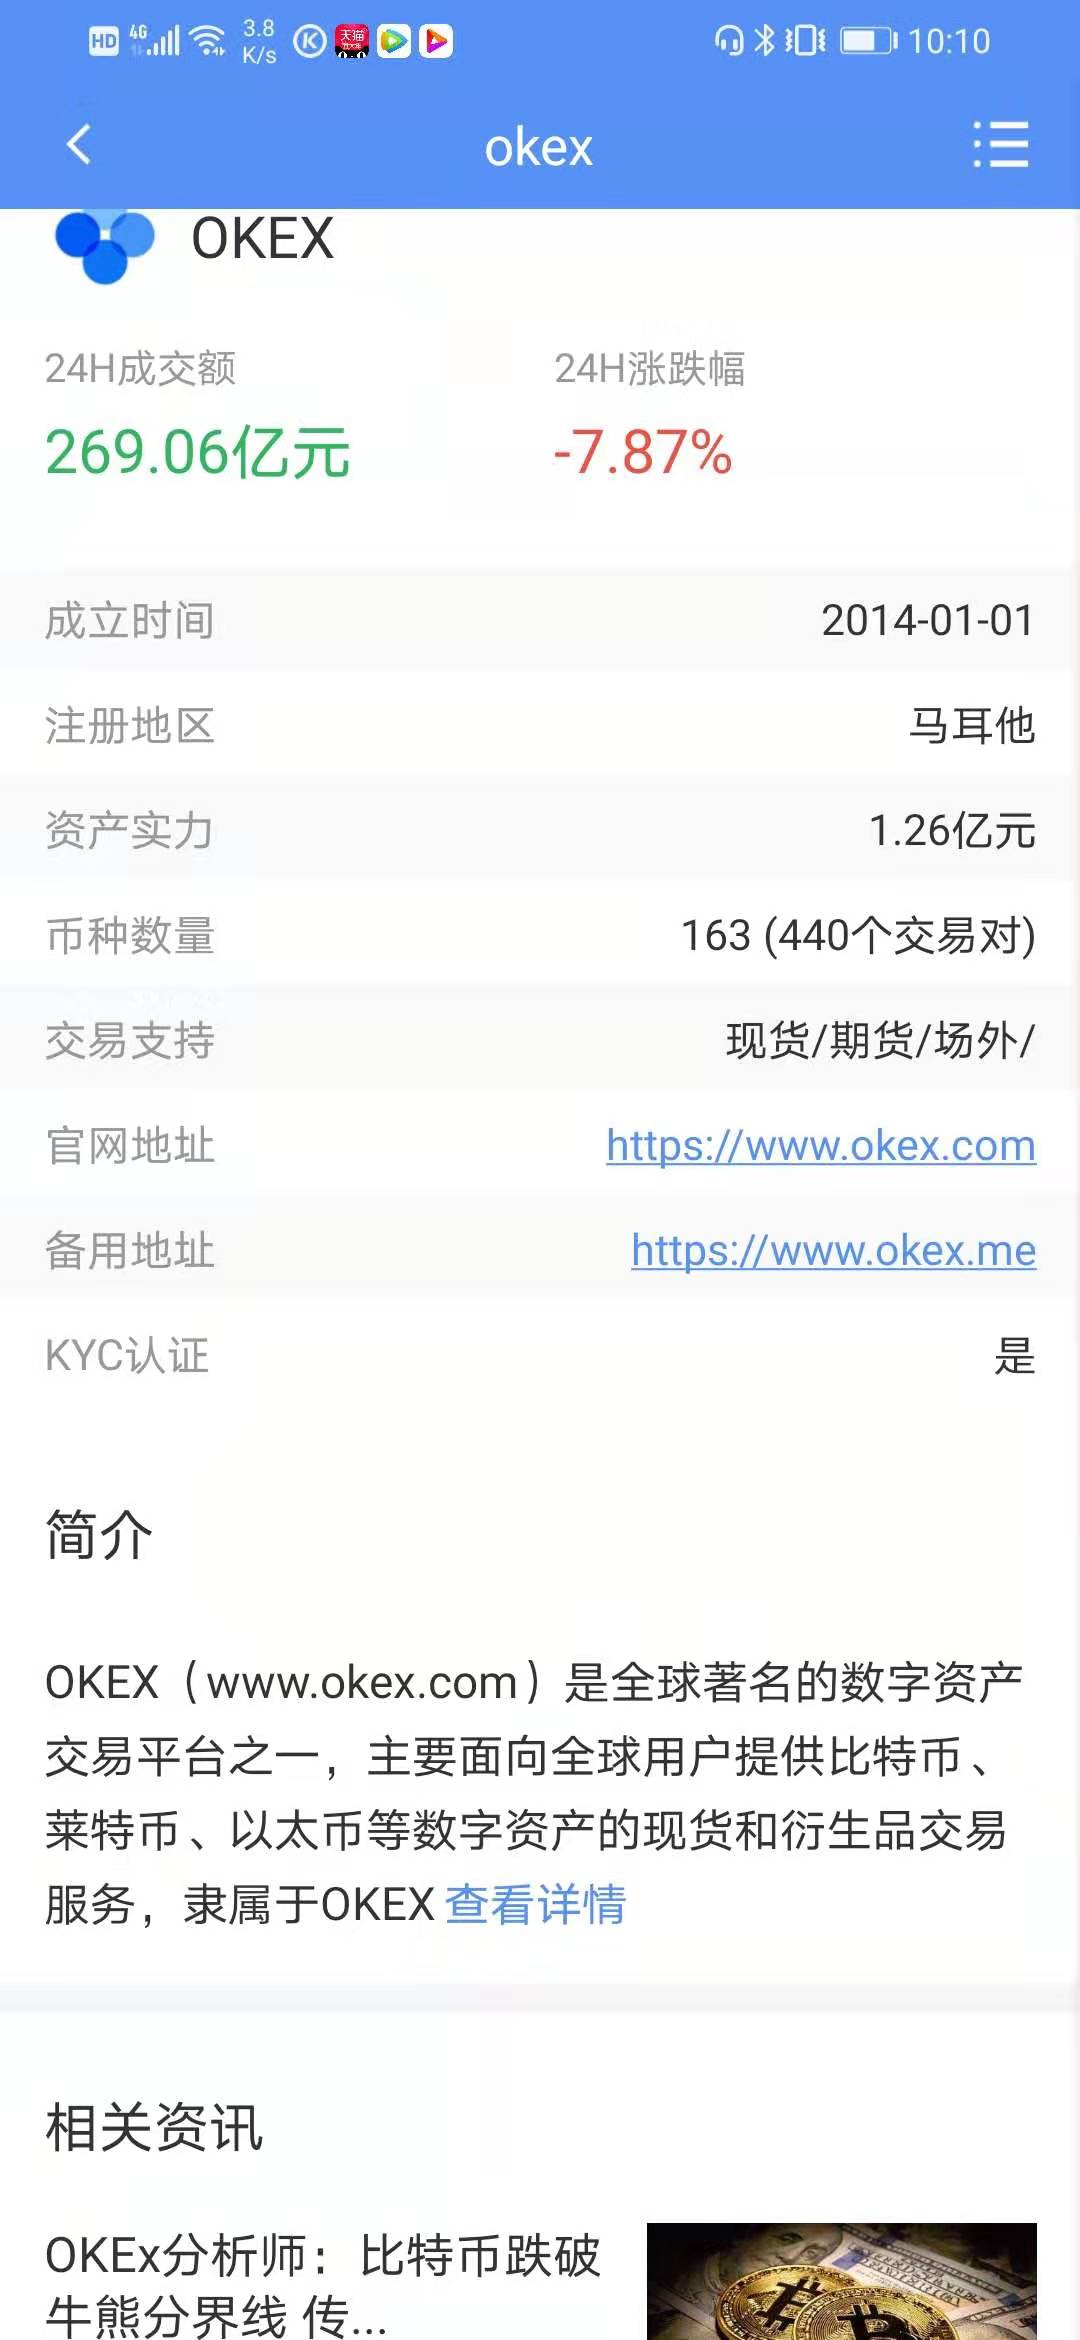 HD 4G 3.8 K/s K 天猫 10:10
okex
OKEX
24H成交额 24H涨跌幅
269.06亿元 -7.87%
成立时间 2014-01-01
注册地区 马耳他
资产实力 1.26亿元
币种数量 163 (440个交易对)
交易支持 现货/期货/场外/
官网地址 https://www.okex.com
备用地址 https://www.okex.me
KYC认证 是
简介
OKEX（www.okex.com）是全球著名的数字资产
交易平台之一，主要面向全球用户提供比特币、
莱特币、以太币等数字资产的现货和衍生品交易
服务，隶属于OKEX 查看详情
相关资讯
OKEx分析师：比特币跌破
牛熊分界线 传...